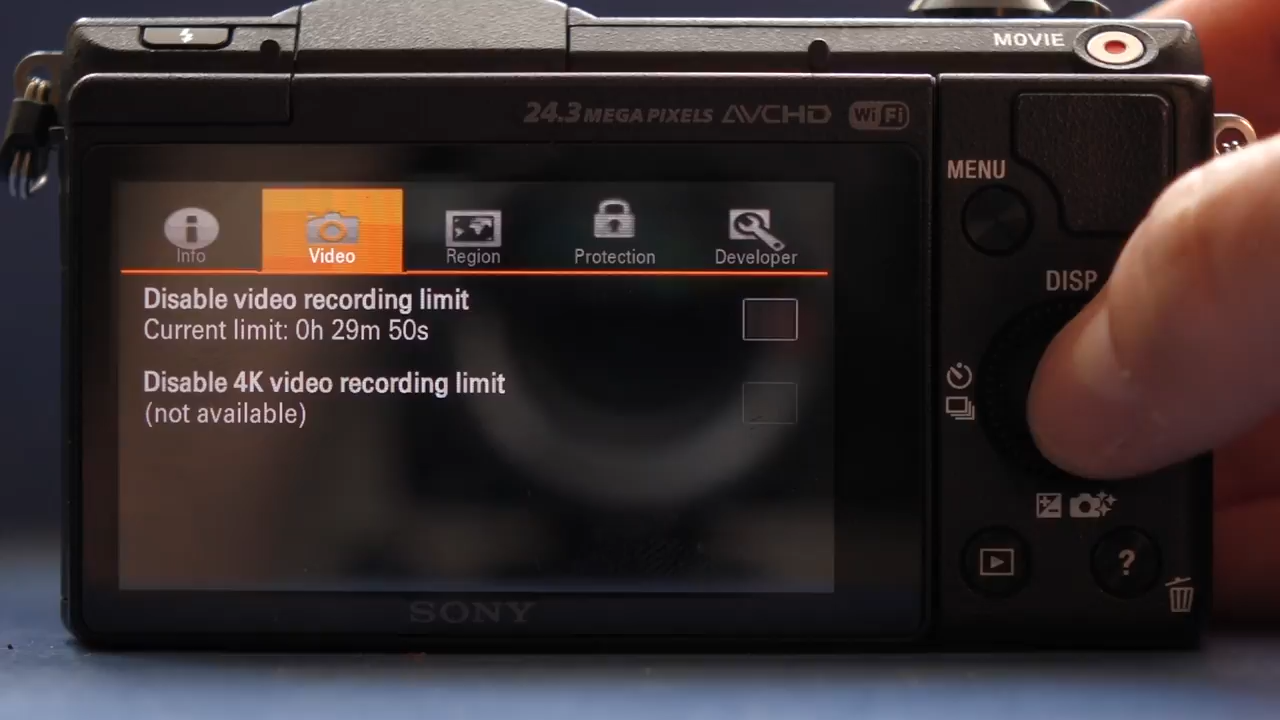 MOVIE
24.3 MEGA PIXELS AVCHD WiFi
MENU
Info Video Region Protection Developer
DISP
Disable video recording limit
Current limit: 0h 29m 50s
Disable 4K video recording limit
(not available)
?
SONY